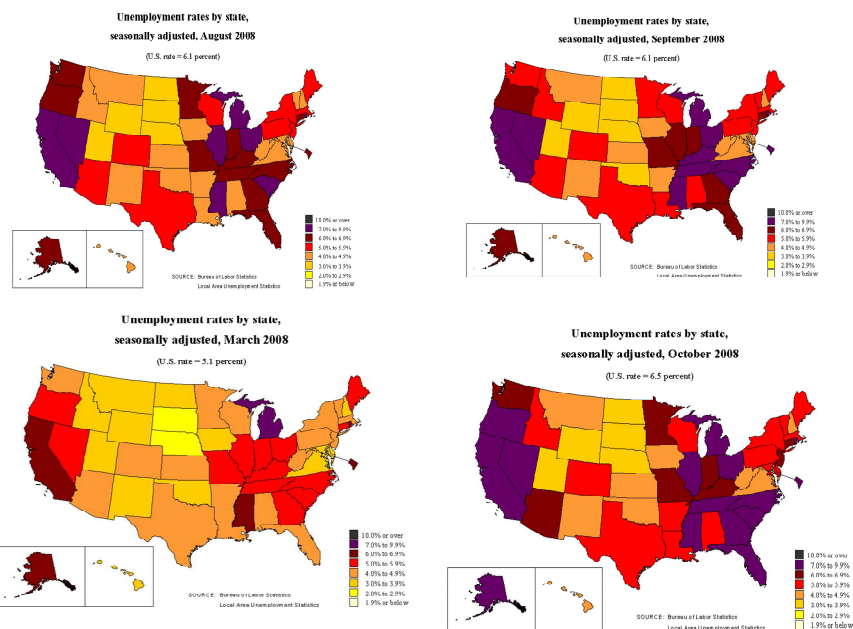 Unemployment rates by state,
seasonally adjusted, August 2008
(U.S. rate = 6.1 percent)
10.0% or over
7.0% to 9.9%
6.0% to 6.9%
5.0% to 5.9%
4.0% to 4.9%
3.0% to 3.9%
2.0% to 2.9%
1.9% or below
SOURCE: Bureau of Labor Statistics
Local Area Unemployment Statistics
Unemployment rates by state,
seasonally adjusted, September 2008
(U.S. rate = 6.1 percent)
10.0% or over
7.0% to 9.9%
6.0% to 6.9%
5.0% to 5.9%
4.0% to 4.9%
3.0% to 3.9%
2.0% to 2.9%
1.9% or below
SOURCE: Bureau of Labor Statistics
Local Area Unemployment Statistics
Unemployment rates by state,
seasonally adjusted, March 2008
(U.S. rate = 5.1 percent)
10.0% or over
7.0% to 9.9%
6.0% to 6.9%
5.0% to 5.9%
4.0% to 4.9%
3.0% to 3.9%
2.0% to 2.9%
1.9% or below
SOURCE: Bureau of Labor Statistics
Local Area Unemployment Statistics
Unemployment rates by state,
seasonally adjusted, October 2008
(U.S. rate = 6.5 percent)
10.0% or over
7.0% to 9.9%
6.0% to 6.9%
5.0% to 5.9%
4.0% to 4.9%
3.0% to 3.9%
2.0% to 2.9%
1.9% or below
SOURCE: Bureau of Labor Statistics
Local Area Unemployment Statistics